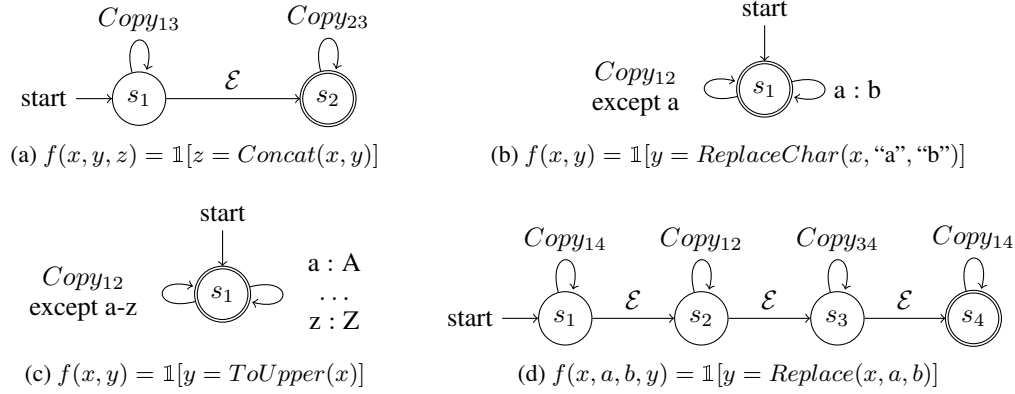 Copy₁₃ Copy₂₃
start s₁ ℰ s₂
(a) f(x, y, z) = 𝟙[z = Concat(x, y)]
start
Copy₁₂
except a
s₁
a : b
(b) f(x, y) = 𝟙[y = ReplaceChar(x, “a”, “b”)]
start
Copy₁₂
except a-z
s₁
a : A
. . .
z : Z
(c) f(x, y) = 𝟙[y = ToUpper(x)]
Copy₁₄ Copy₁₂ Copy₃₄ Copy₁₄
start s₁ ℰ s₂ ℰ s₃ ℰ s₄
(d) f(x, a, b, y) = 𝟙[y = Replace(x, a, b)]